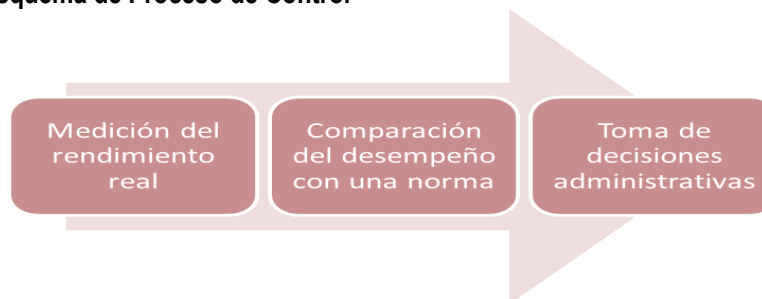 squema de Proceso de Control
Medición del
rendimiento
real
Comparación
del desempeño
con una norma
Toma de
decisiones
administrativas